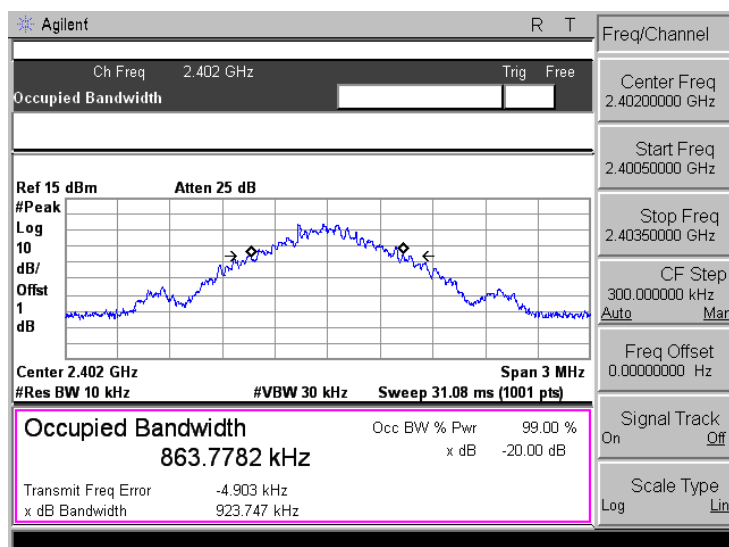 Agilent R T
Ch Freq 2.402 GHz Trig Free
Occupied Bandwidth
Ref 15 dBm Atten 25 dB
#Peak
Log
10
dB/
Offst
1
dB
Center 2.402 GHz Span 3 MHz
#Res BW 10 kHz #VBW 30 kHz Sweep 31.08 ms (1001 pts)
Occupied Bandwidth
863.7782 kHz
Occ BW % Pwr 99.00 %
x dB -20.00 dB
Transmit Freq Error -4.903 kHz
x dB Bandwidth 923.747 kHz
Freq/Channel
Center Freq
2.40200000 GHz
Start Freq
2.40050000 GHz
Stop Freq
2.40350000 GHz
CF Step
300.000000 kHz
Auto Man
Freq Offset
0.00000000 Hz
Signal Track
On Off
Scale Type
Log Lin